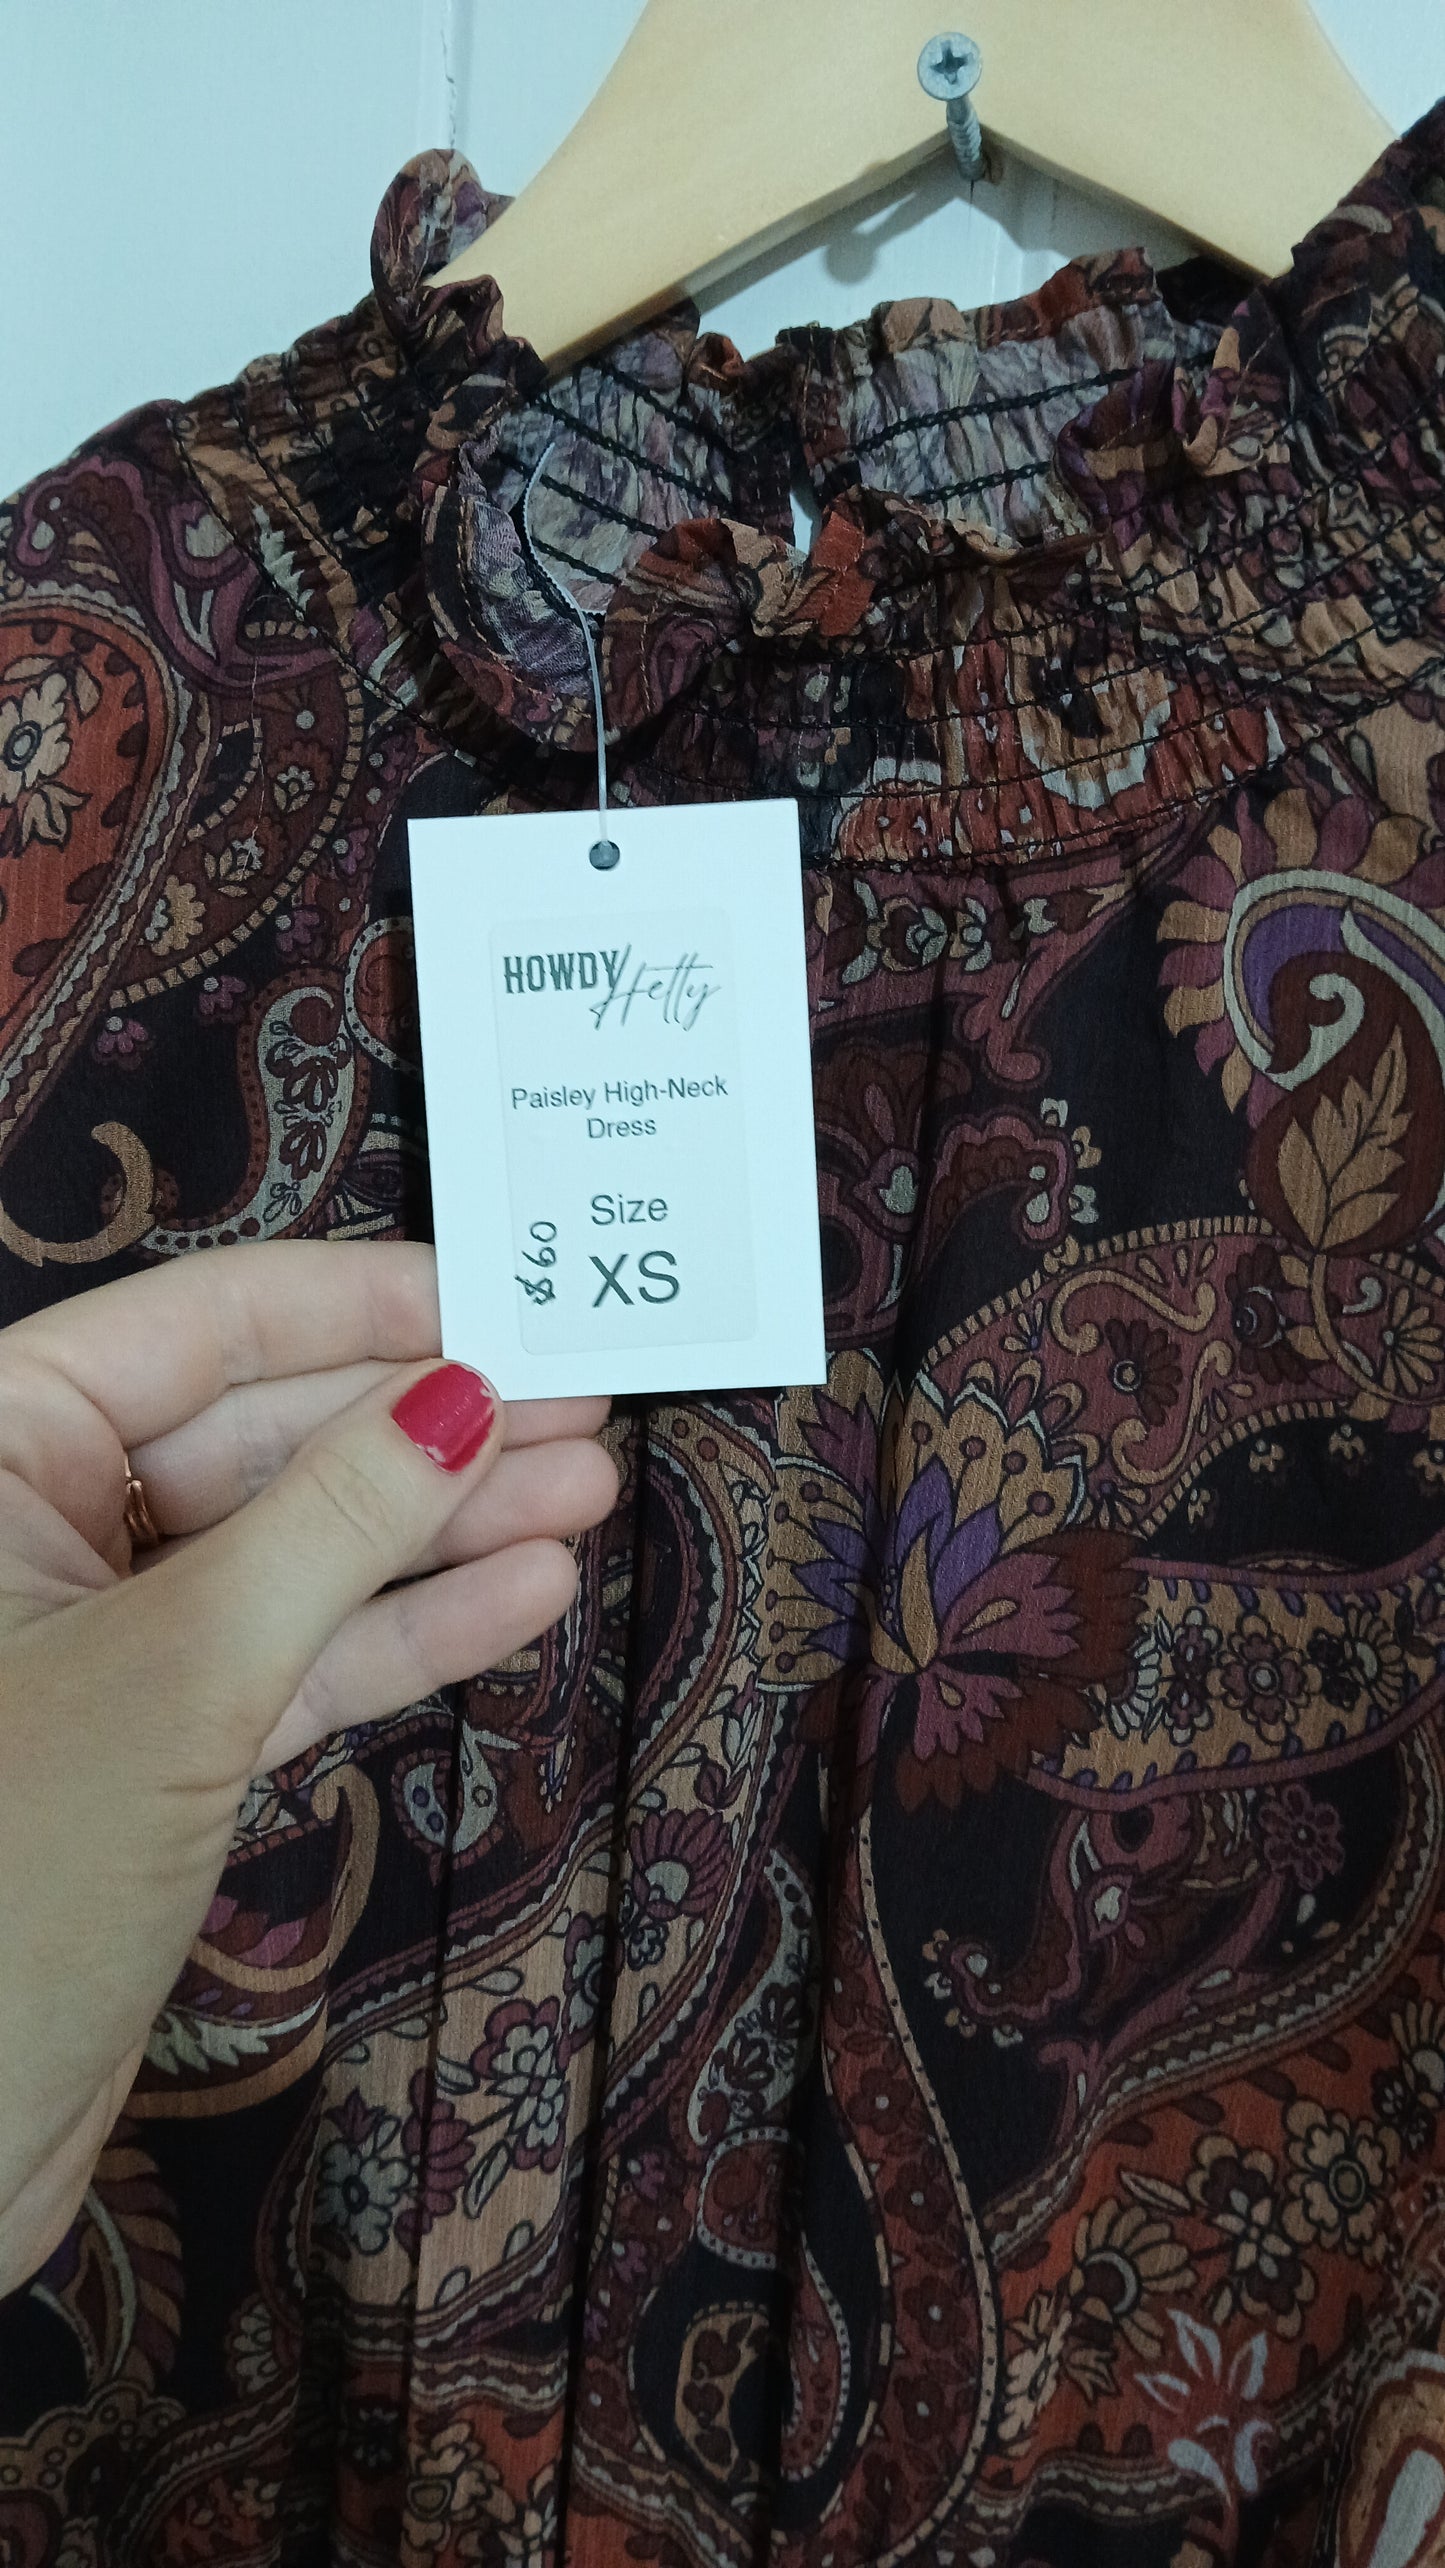 HOWDY Hetty
Paisley High-Neck
Dress
Size
XS
$60